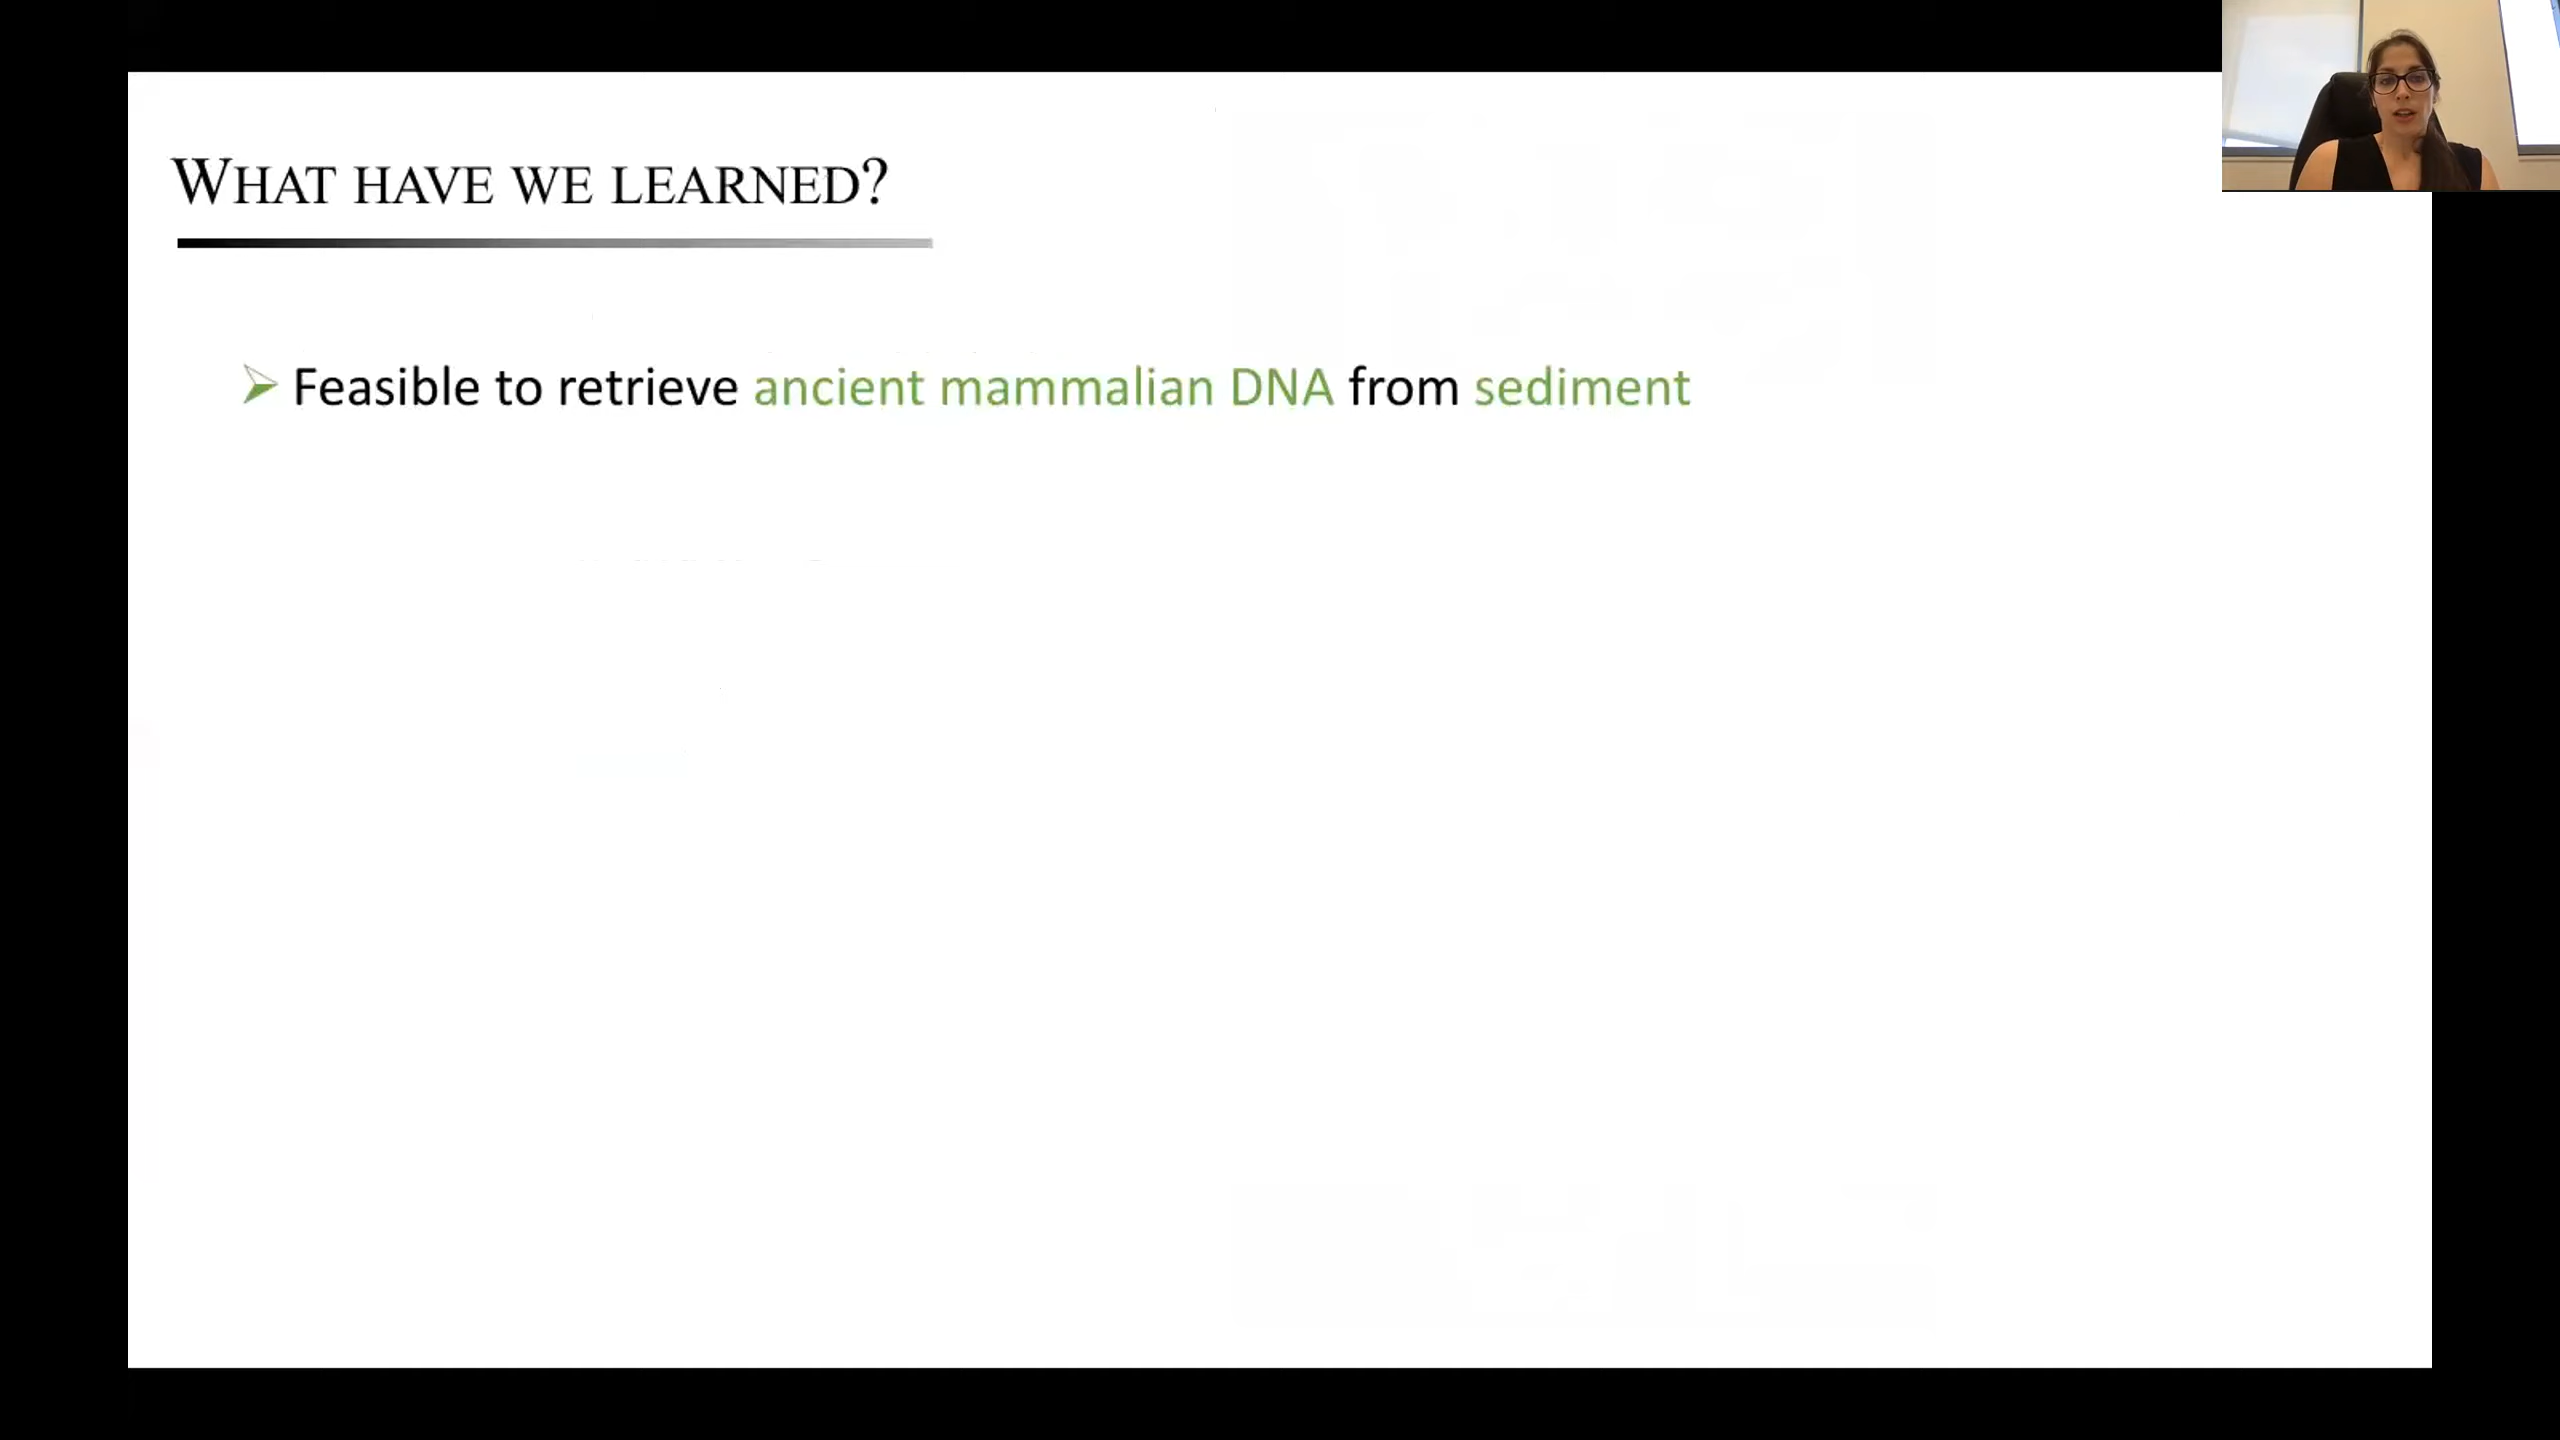 WHAT HAVE WE LEARNED?
Feasible to retrieve ancient mammalian DNA from sediment